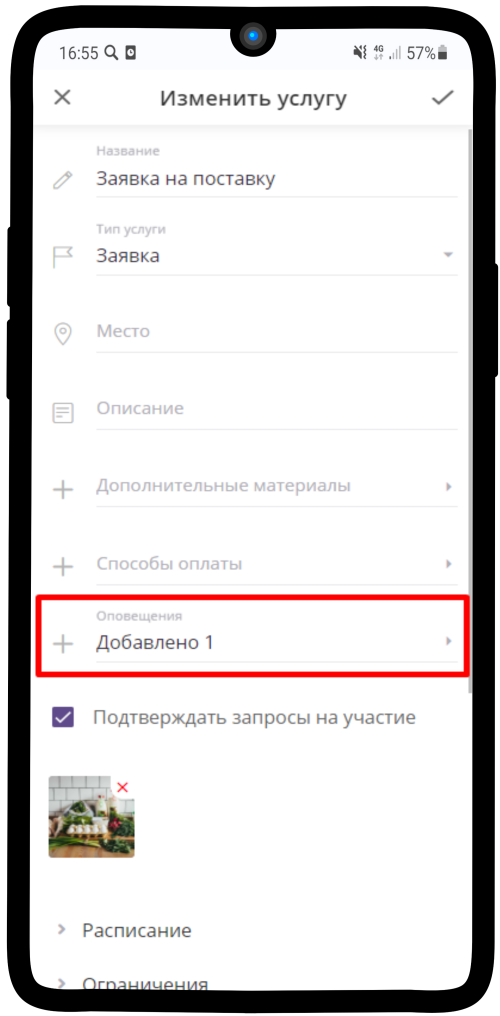 16:55 4G 57%
Изменить услугу
Название
Заявка на поставку
Тип услуги
Заявка
Место
Описание
Дополнительные материалы
Способы оплаты
Оповещения
Добавлено 1
Подтверждать запросы на участие
Расписание
Ограничения